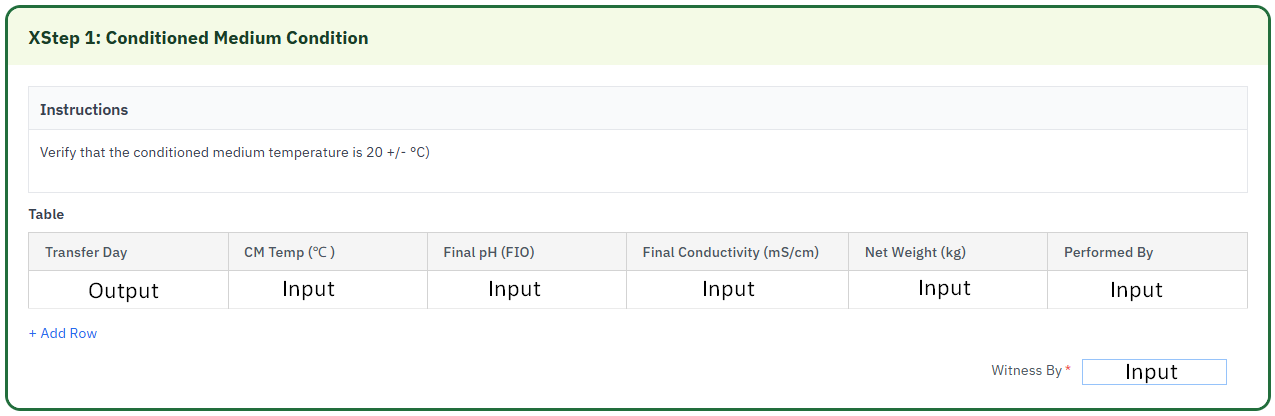 XStep 1: Conditioned Medium Condition
Instructions
Verify that the conditioned medium temperature is 20 +/- °C)
Table
Transfer Day CM Temp (℃ ) Final pH (FIO) Final Conductivity (mS/cm) Net Weight (kg) Performed By
Output Input Input Input Input Input
+ Add Row
Witness By * Input